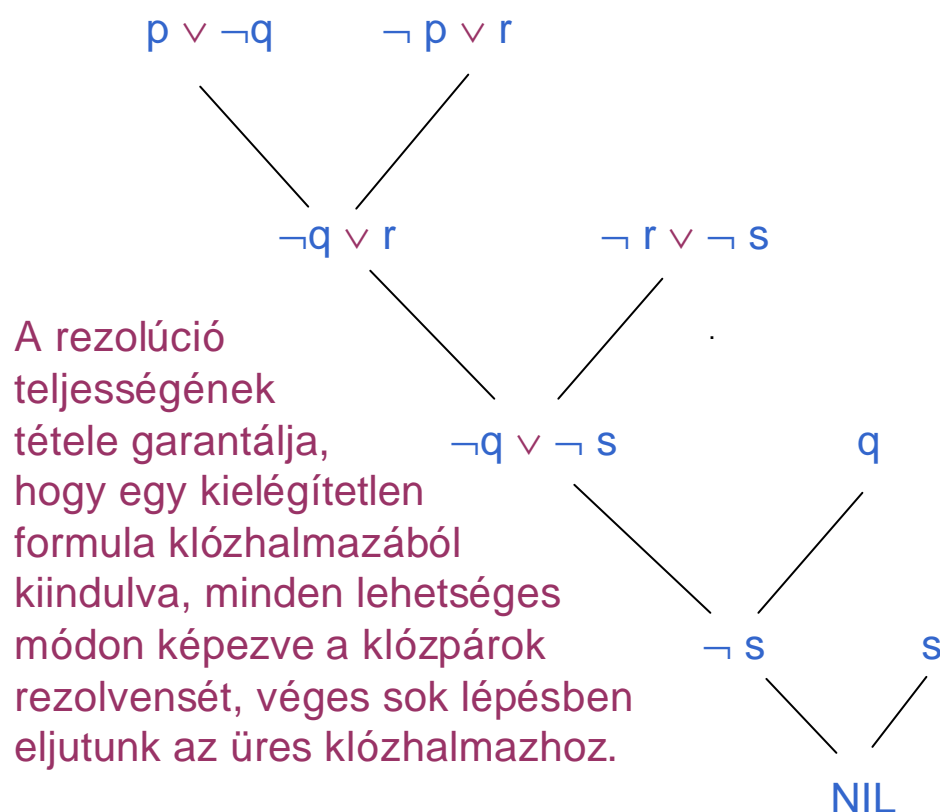 p ∨ ¬q ¬ p ∨ r
¬q ∨ r ¬ r ∨ ¬ s
.
A rezolúció
teljességének
tétele garantálja,
¬q ∨ ¬ s q
hogy egy kielégítetlen
formula klózhalmazából
kiindulva, minden lehetséges
módon képezve a klózpárok
¬ s s
rezolvensét, véges sok lépésben
eljutunk az üres klózhalmazhoz.
NIL